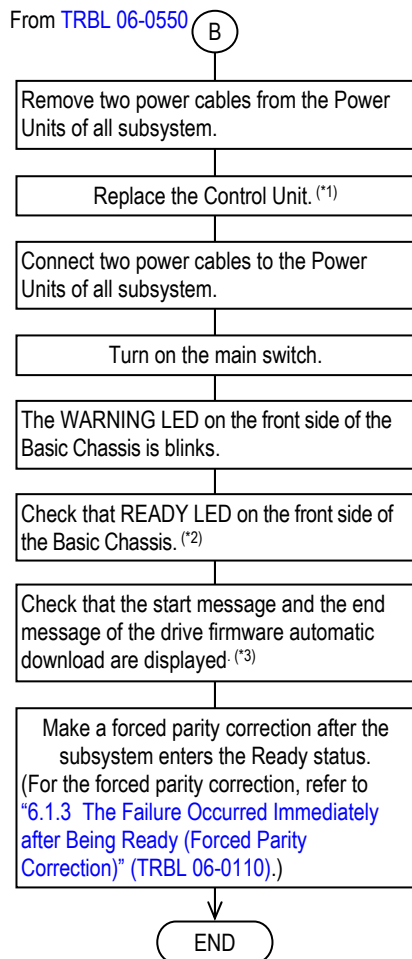 From TRBL 06-0550
B
Remove two power cables from the Power
Units of all subsystem.
Replace the Control Unit. (*1)
Connect two power cables to the Power
Units of all subsystem.
Turn on the main switch.
The WARNING LED on the front side of the
Basic Chassis is blinks.
Check that READY LED on the front side of
the Basic Chassis. (*2)
Check that the start message and the end
message of the drive firmware automatic
download are displayed. (*3)
Make a forced parity correction after the
subsystem enters the Ready status.
(For the forced parity correction, refer to
“6.1.3 The Failure Occurred Immediately
after Being Ready (Forced Parity
Correction)” (TRBL 06-0110).)
END